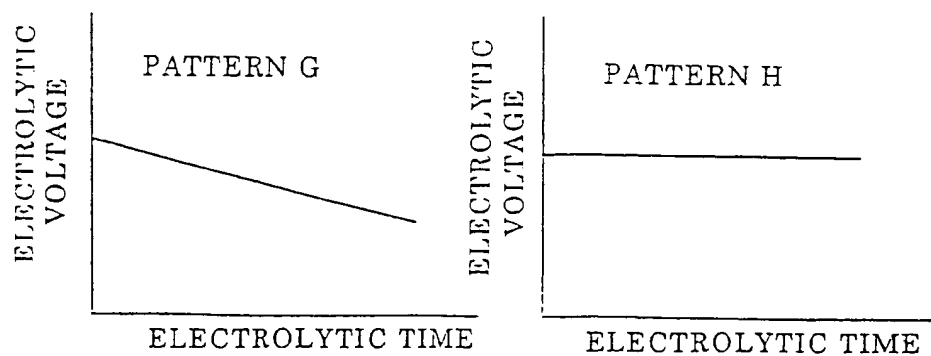 ELECTROLYTIC
VOLTAGE
PATTERN G
ELECTROLYTIC TIME
ELECTROLYTIC
VOLTAGE
PATTERN H
ELECTROLYTIC TIME